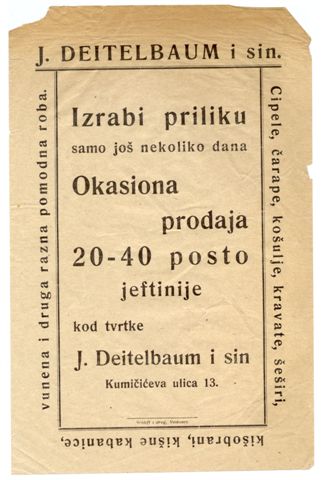 J. DEITELBAUM i sin.
Cipele, čarape, košulje, kravate, šeširi,
kišobrani, kišne kabanice,
vunena i druga razna pomodna roba.
Izrabi priliku
samo još nekoliko dana
Okasiona
prodaja
20-40 posto
jeftinije
kod tvrtke
J. Deitelbaum i sin
Kumičićeva ulica 13.